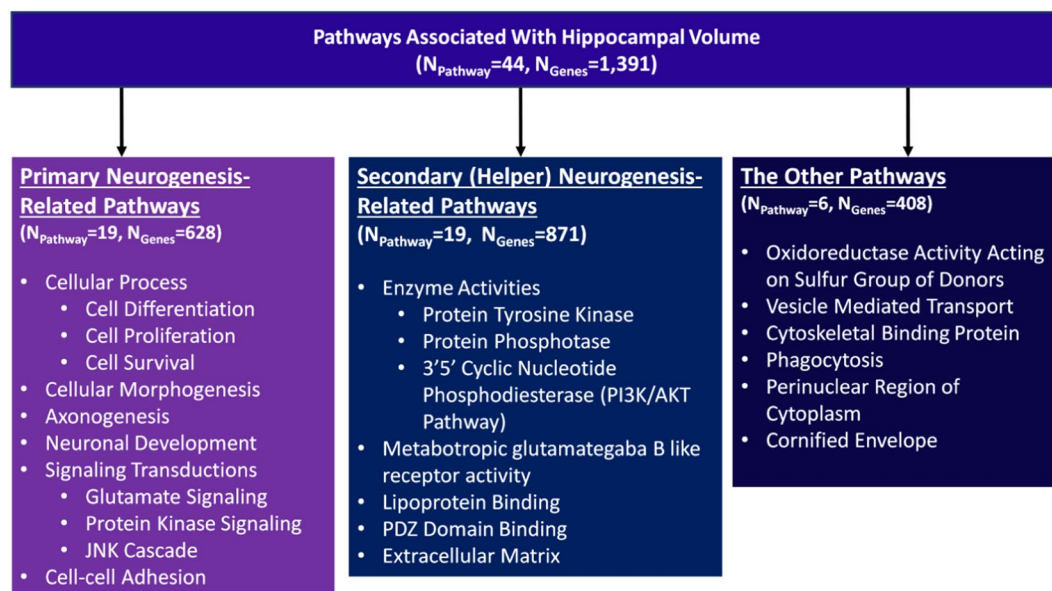 Pathways Associated With Hippocampal Volume
(NPathway=44, NGenes=1,391)
Primary Neurogenesis-
Related Pathways
(NPathway=19, NGenes=628)
• Cellular Process
• Cell Differentiation
• Cell Proliferation
• Cell Survival
• Cellular Morphogenesis
• Axonogenesis
• Neuronal Development
• Signaling Transductions
• Glutamate Signaling
• Protein Kinase Signaling
• JNK Cascade
• Cell-cell Adhesion
Secondary (Helper) Neurogenesis-
Related Pathways
(NPathway=19, NGenes=871)
• Enzyme Activities
• Protein Tyrosine Kinase
• Protein Phosphotase
• 3’5’ Cyclic Nucleotide
Phosphodiesterase (PI3K/AKT
Pathway)
• Metabotropic glutamategaba B like
receptor activity
• Lipoprotein Binding
• PDZ Domain Binding
• Extracellular Matrix
The Other Pathways
(NPathway=6, NGenes=408)
• Oxidoreductase Activity Acting
on Sulfur Group of Donors
• Vesicle Mediated Transport
• Cytoskeletal Binding Protein
• Phagocytosis
• Perinuclear Region of
Cytoplasm
• Cornified Envelope